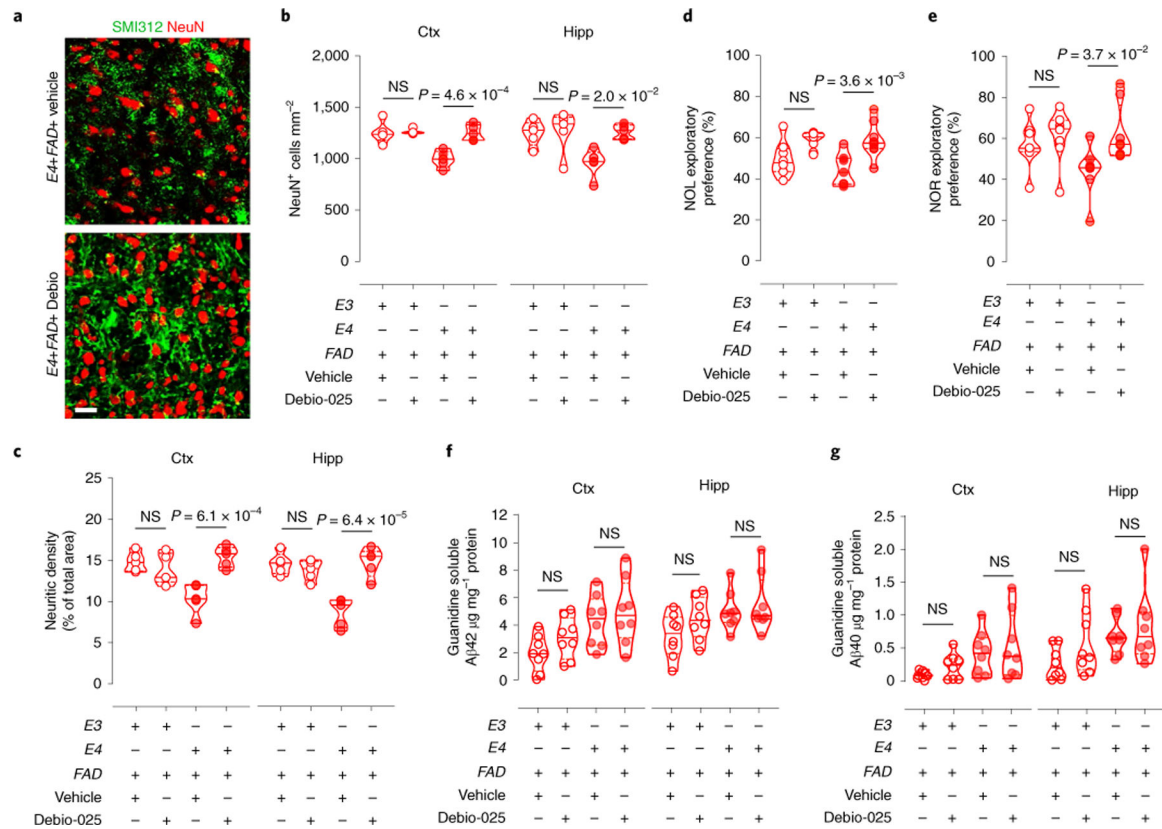 a
SMI312 NeuN
E4+FAD+ vehicle
E4+FAD+ Debio
b
Ctx Hipp
NeuN+ cells mm−2
2,000
1,500
1,000
500
0
NS P = 4.6 × 10−4 NS P = 2.0 × 10−2
E3 + + − − + + − −
E4 − − + + − − + +
FAD + + + + + + + +
Vehicle + − + − + − + −
Debio-025 − + − + − + − +
d
NOL exploratory
preference (%)
100
80
60
40
20
0
NS P = 3.6 × 10−3
E3 + + − −
E4 − − + +
FAD + + + +
Vehicle + − + −
Debio-025 − + − +
e
NOR exploratory
preference (%)
100
80
60
40
20
0
NS P = 3.7 × 10−2
E3 + + − −
E4 − − + +
FAD + + + +
Vehicle + − + −
Debio-025 − + − +
c
Ctx Hipp
Neuritic density
(% of total area)
25
20
15
10
5
0
NS P = 6.1 × 10−4 NS P = 6.4 × 10−5
E3 + + − − + + − −
E4 − − + + − − + +
FAD + + + + + + + +
Vehicle + − + − + − + −
Debio-025 − + − + − + − +
f
Ctx Hipp
Guanidine soluble
Aβ42 μg mg−1 protein
12
10
8
6
4
2
0
NS NS NS NS
E3 + + − − + + − −
E4 − − + + − − + +
FAD + + + + + + + +
Vehicle + − + − + − + −
Debio-025 − + − + − + − +
g
Ctx Hipp
Guanidine soluble
Aβ40 μg mg−1 protein
2.5
2.0
1.5
1.0
0.5
0
NS NS NS NS
E3 + + − − + + − −
E4 − − + + − − + +
FAD + + + + + + + +
Vehicle + − + − + − + −
Debio-025 − + − + − + − +